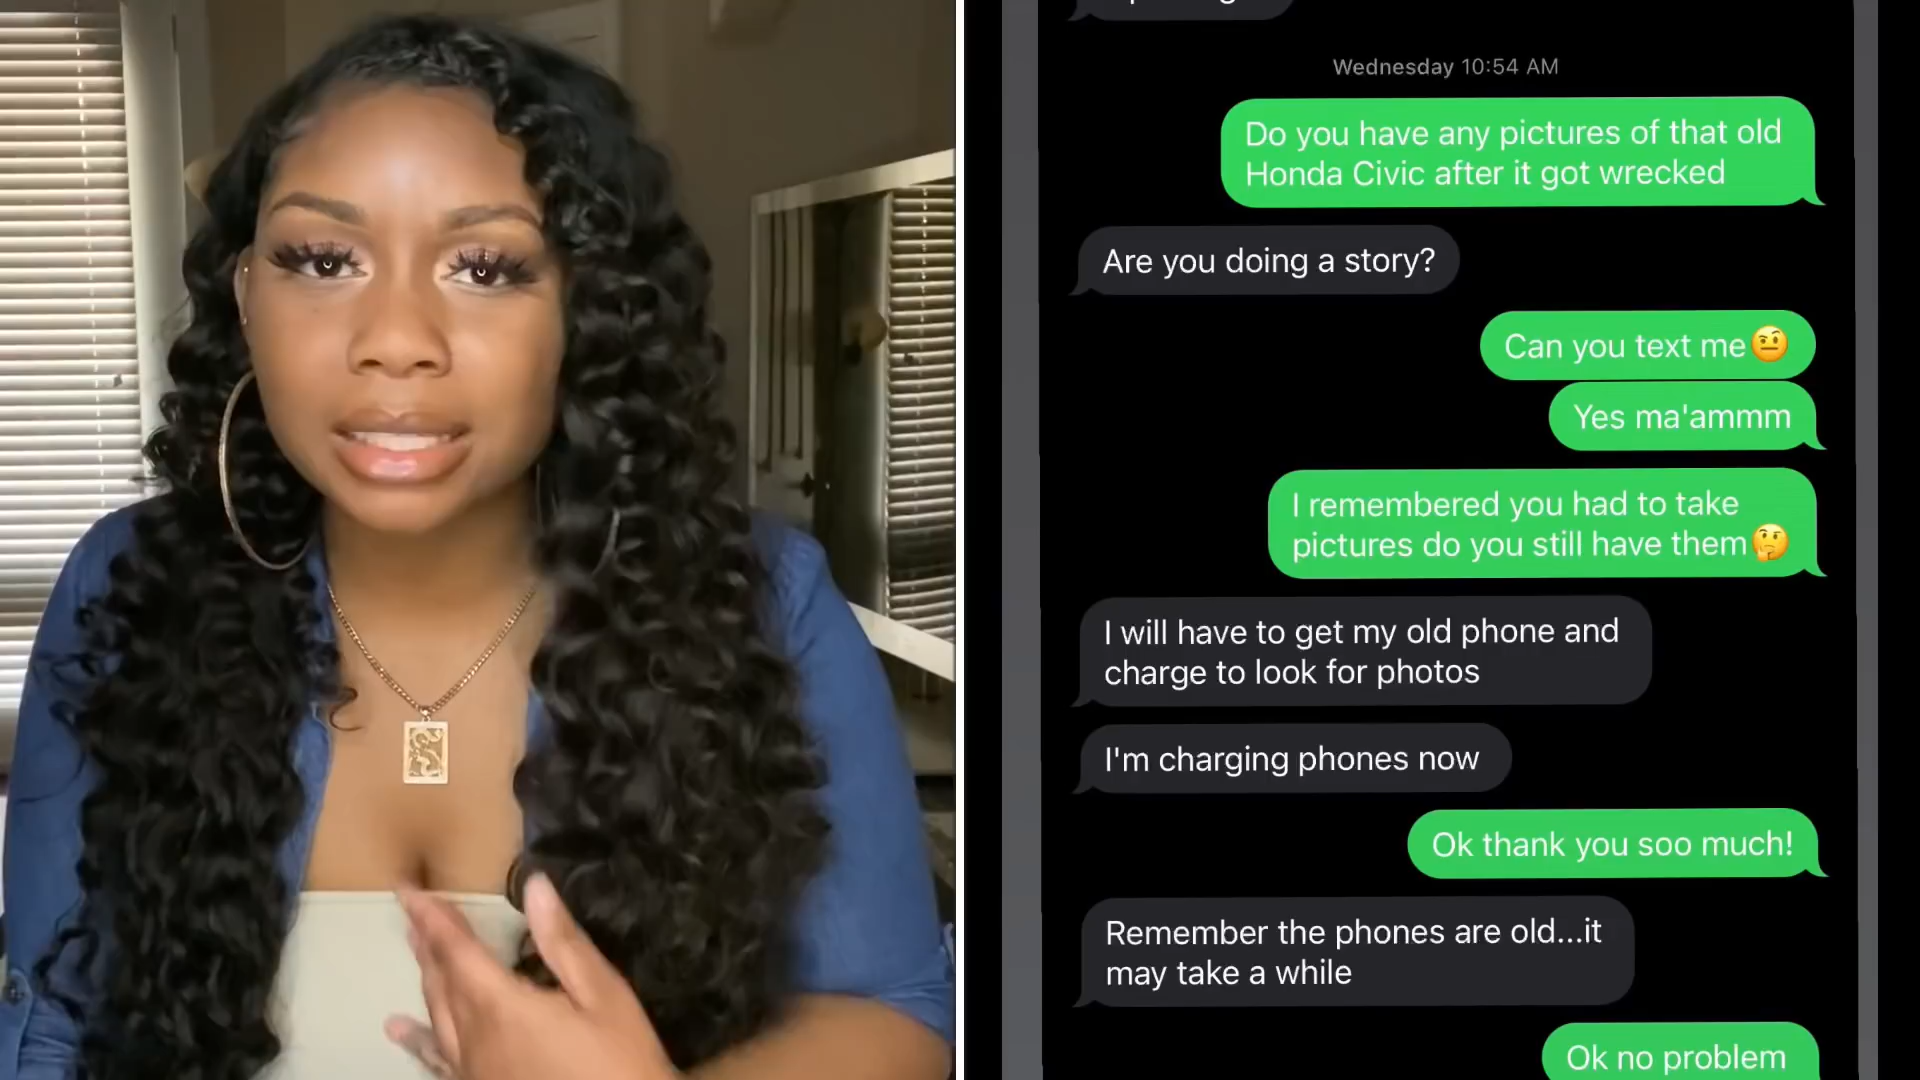 Wednesday 10:54 AM
Do you have any pictures of that old
Honda Civic after it got wrecked
Are you doing a story?
Can you text me🤨
Yes ma'ammm
I remembered you had to take
pictures do you still have them🤔
I will have to get my old phone and
charge to look for photos
I'm charging phones now
Ok thank you soo much!
Remember the phones are old...it
may take a while
Ok no problem